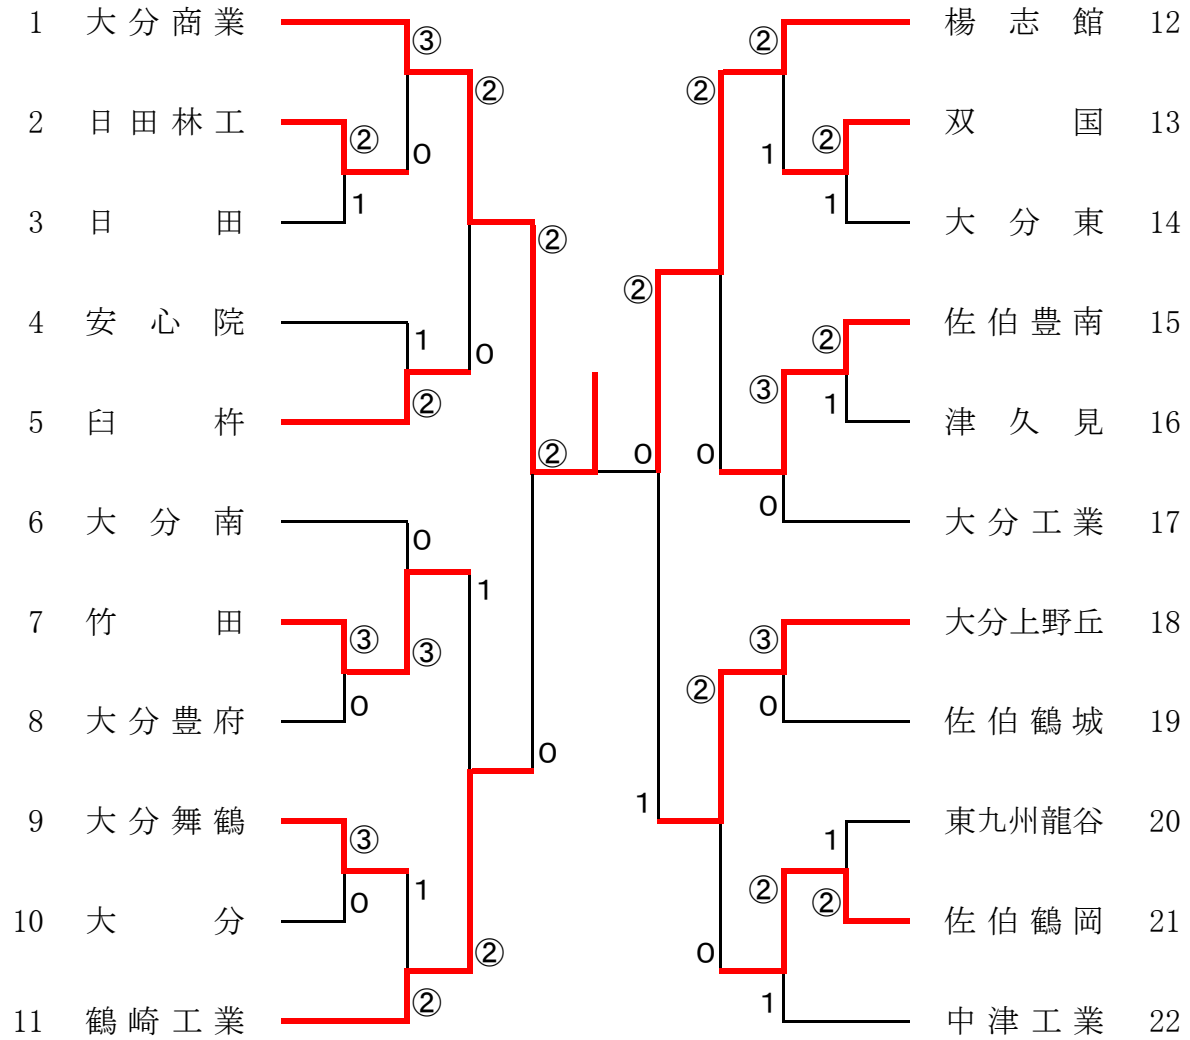 1 大分商業 ③ ② 楊志館 12
② ②
2 日田林工 ② 0 双国 13
1 ②
3 日田 1 大分東 14
1
② ②
4 安心院 1 0 佐伯豊南 15
② ③
5 臼杵 ② 津久見 16
1
② 0 0
6 大分南 0 大分工業 17
0
1
7 竹田 ③ ③ 大分上野丘 18
③
②
8 大分豊府 0 佐伯鶴城 19
0
0 1
9 大分舞鶴 ③ 東九州龍谷 20
1
1 ②
10 大分 0 佐伯鶴岡 21
②
② 0
11 鶴崎工業 ② 中津工業 22
1